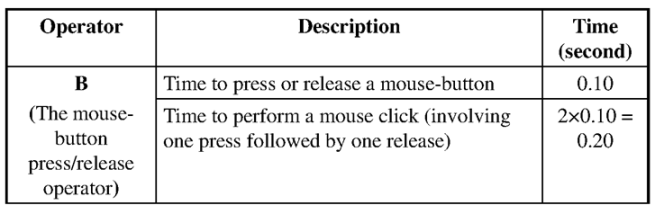 Operator Description Time
(second)
B Time to press or release a mouse-button 0.10
(The mouse-
button
press/release
operator)
Time to perform a mouse click (involving
one press followed by one release)
2×0.10 =
0.20